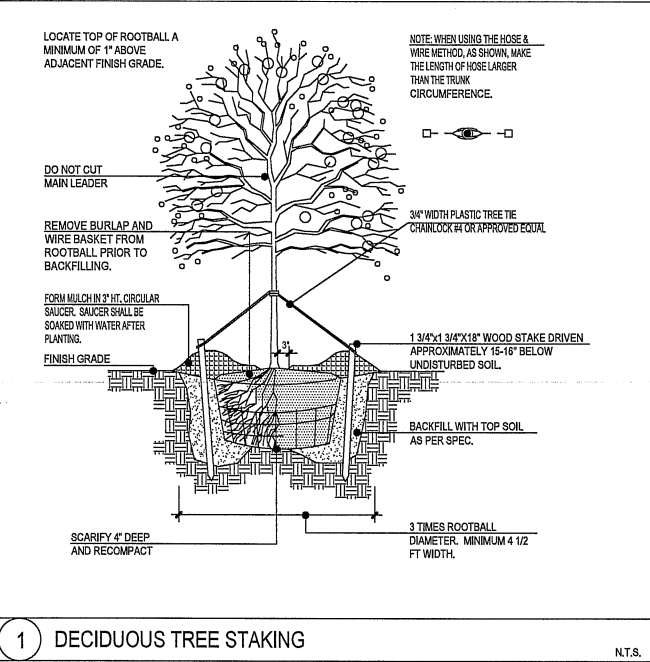 LOCATE TOP OF ROOTBALL A
MINIMUM OF 1" ABOVE
ADJACENT FINISH GRADE.
NOTE: WHEN USING THE HOSE &
WIRE METHOD, AS SHOWN, MAKE
THE LENGTH OF HOSE LARGER
THAN THE TRUNK
CIRCUMFERENCE.
DO NOT CUT
MAIN LEADER
3/4" WIDTH PLASTIC TREE TIE
CHAINLOCK #4 OR APPROVED EQUAL
REMOVE BURLAP AND
WIRE BASKET FROM
ROOTBALL PRIOR TO
BACKFILLING.
FORM MULCH IN 3" HT. CIRCULAR
SAUCER. SAUCER SHALL BE
SOAKED WITH WATER AFTER
PLANTING.
3"
1 3/4"x1 3/4"X18" WOOD STAKE DRIVEN
APPROXIMATELY 15-16" BELOW
UNDISTURBED SOIL.
FINISH GRADE
BACKFILL WITH TOP SOIL
AS PER SPEC.
SCARIFY 4" DEEP
AND RECOMPACT
3 TIMES ROOTBALL
DIAMETER. MINIMUM 4 1/2
FT WIDTH.
1 DECIDUOUS TREE STAKING
N.T.S.